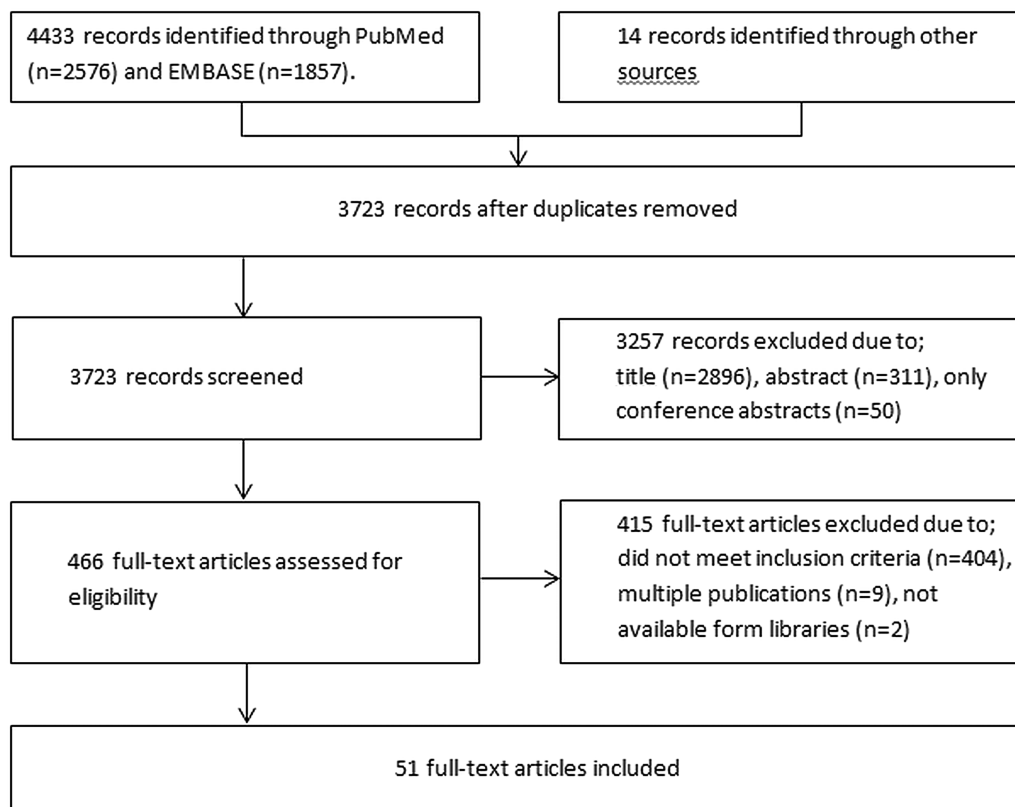 4433 records identified through PubMed
(n=2576) and EMBASE (n=1857).
14 records identified through other
sources
3723 records after duplicates removed
3723 records screened
3257 records excluded due to;
title (n=2896), abstract (n=311), only
conference abstracts (n=50)
466 full-text articles assessed for
eligibility
415 full-text articles excluded due to;
did not meet inclusion criteria (n=404),
multiple publications (n=9), not
available form libraries (n=2)
51 full-text articles included